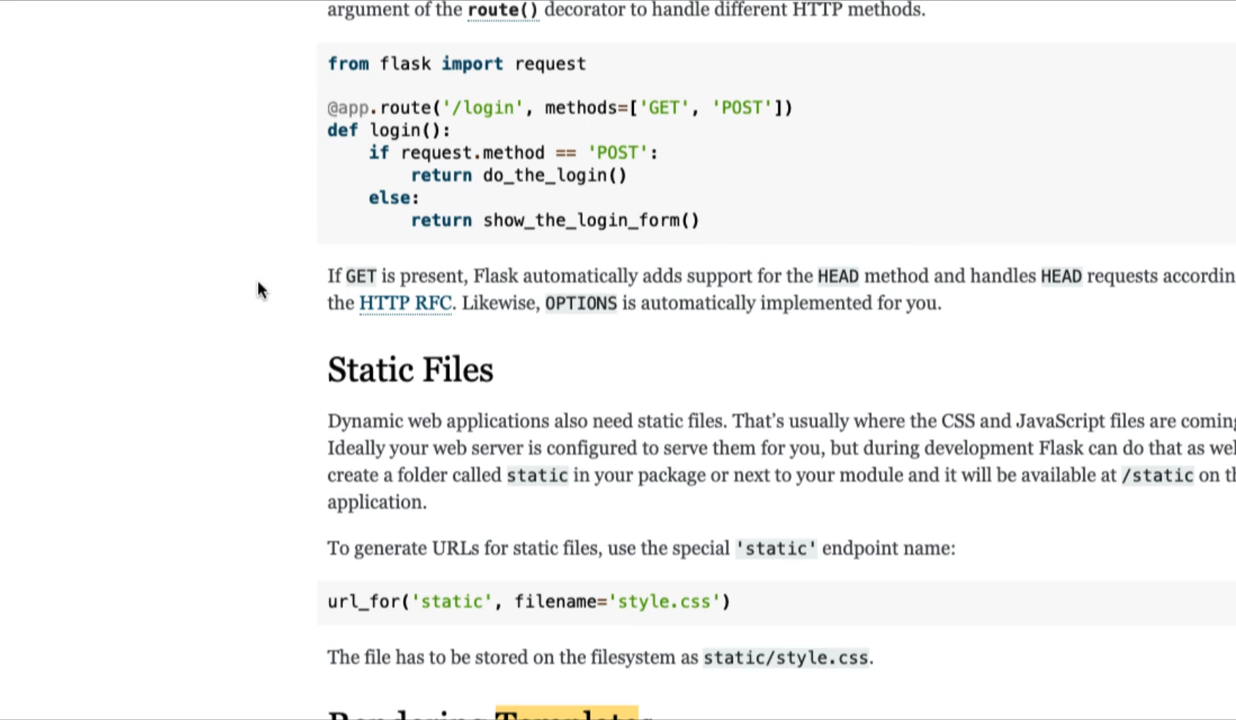 argument of the route() decorator to handle different HTTP methods.
from flask import request
@app.route('/login', methods=['GET', 'POST'])
def login():
    if request.method == 'POST':
        return do_the_login()
    else:
        return show_the_login_form()
If GET is present, Flask automatically adds support for the HEAD method and handles HEAD requests accordin
the HTTP RFC. Likewise, OPTIONS is automatically implemented for you.
Static Files
Dynamic web applications also need static files. That’s usually where the CSS and JavaScript files are coming
Ideally your web server is configured to serve them for you, but during development Flask can do that as wel
create a folder called static in your package or next to your module and it will be available at /static on th
application.
To generate URLs for static files, use the special 'static' endpoint name:
url_for('static', filename='style.css')
The file has to be stored on the filesystem as static/style.css.
Rendering Templates